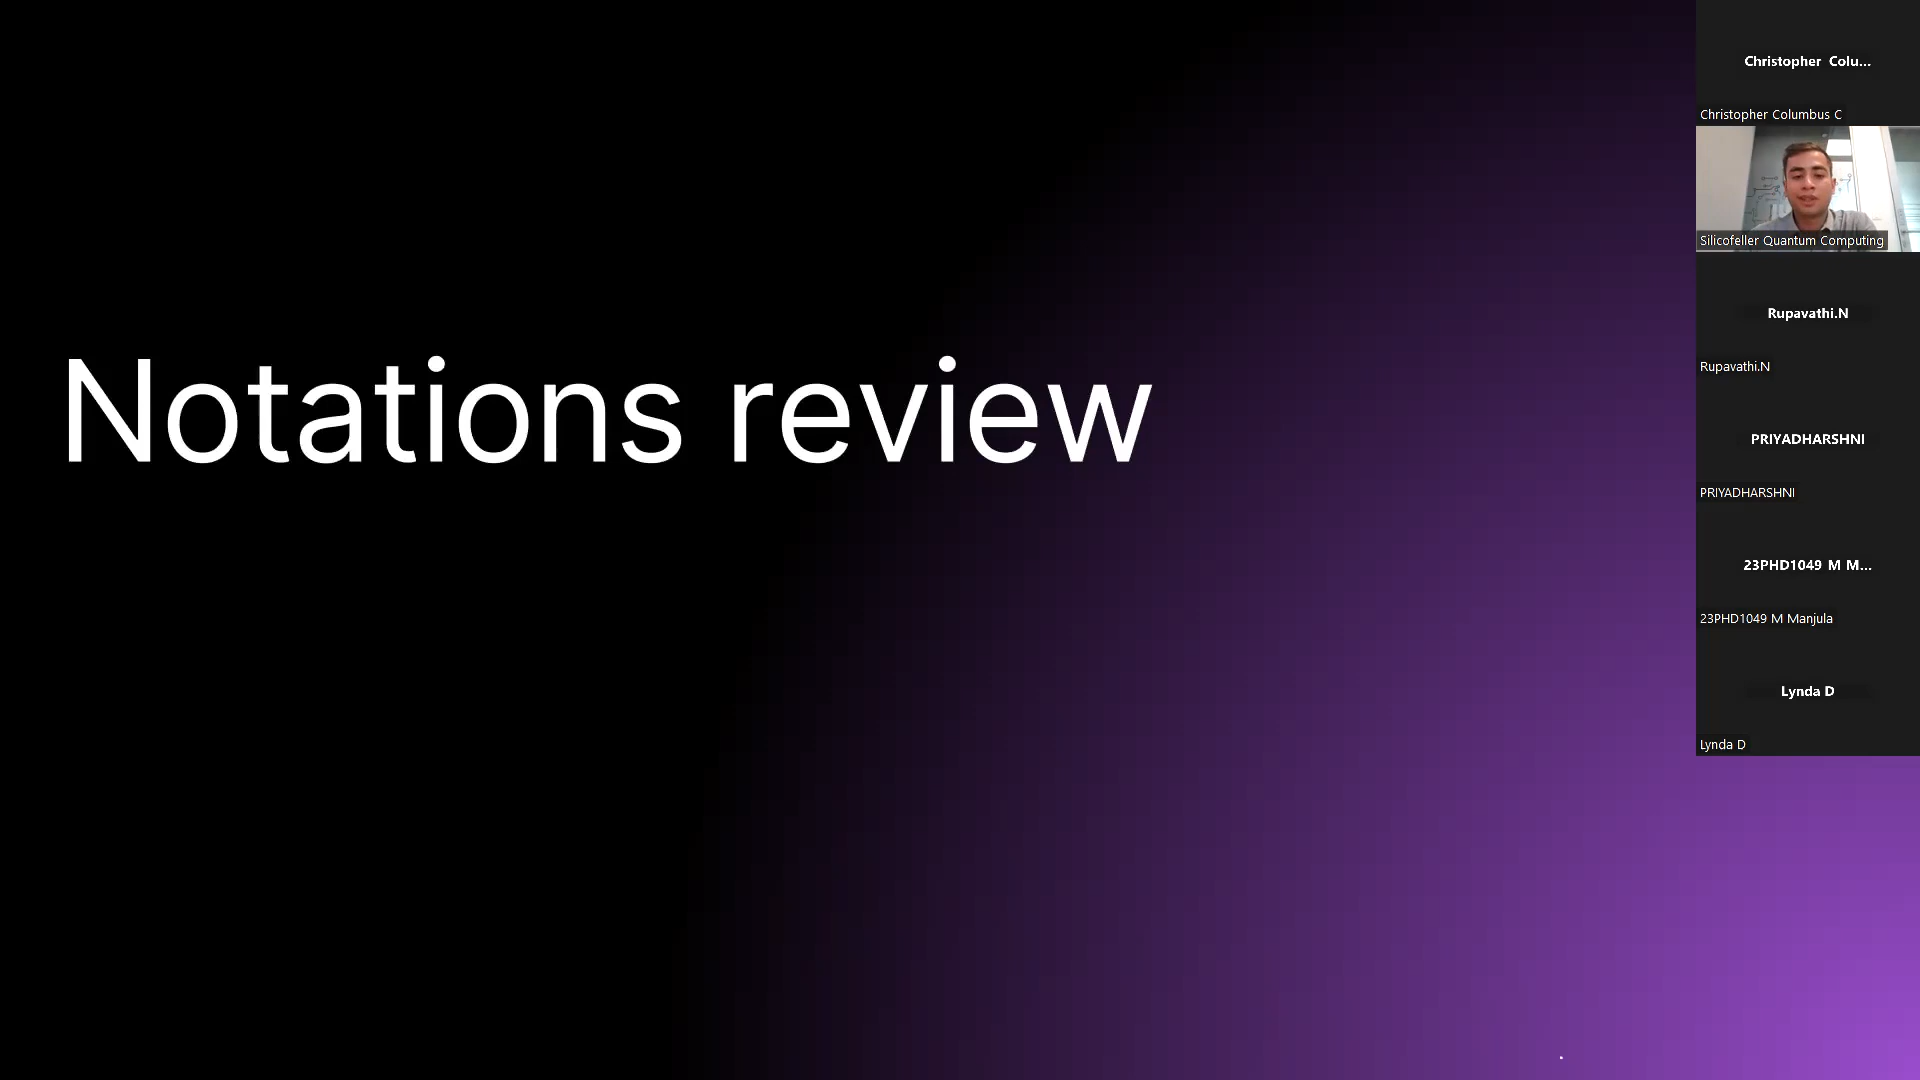 Notations review
Christopher Colu...
Christopher Columbus C
Silicofeller Quantum Computing
Rupavathi.N
Rupavathi.N
PRIYADHARSHNI
PRIYADHARSHNI
23PHD1049 M M...
23PHD1049 M Manjula
Lynda D
Lynda D